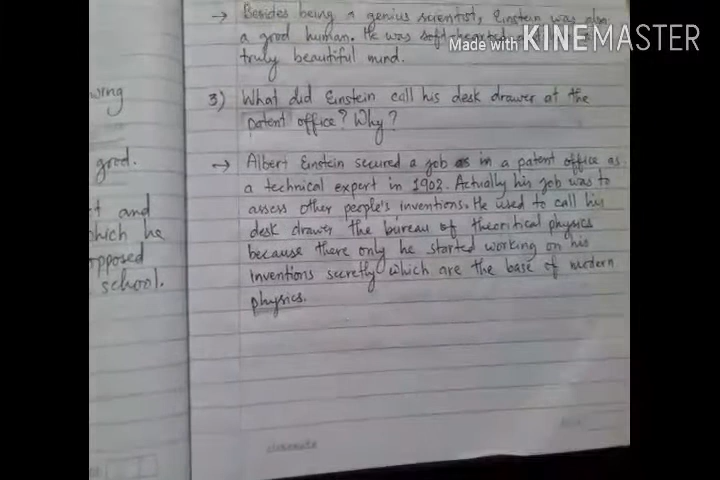 → Besides being a genius scientist, Einstein was also
a good human. He was soft-hearted
truly beautiful mind.
Made with KINEMASTER
3) What did Einstein call his desk drawer at the
patent office? Why?
→ Albert Einstein secured a job as in a patent office as
a technical expert in 1902. Actually his job was to
assess other people's inventions. He used to call his
desk drawer the bureau of theoritical physics
because there only he started working on his
inventions secretly which are the base of modern
physics.
wing
good.
t and
hich he
pposed
school.
classmate